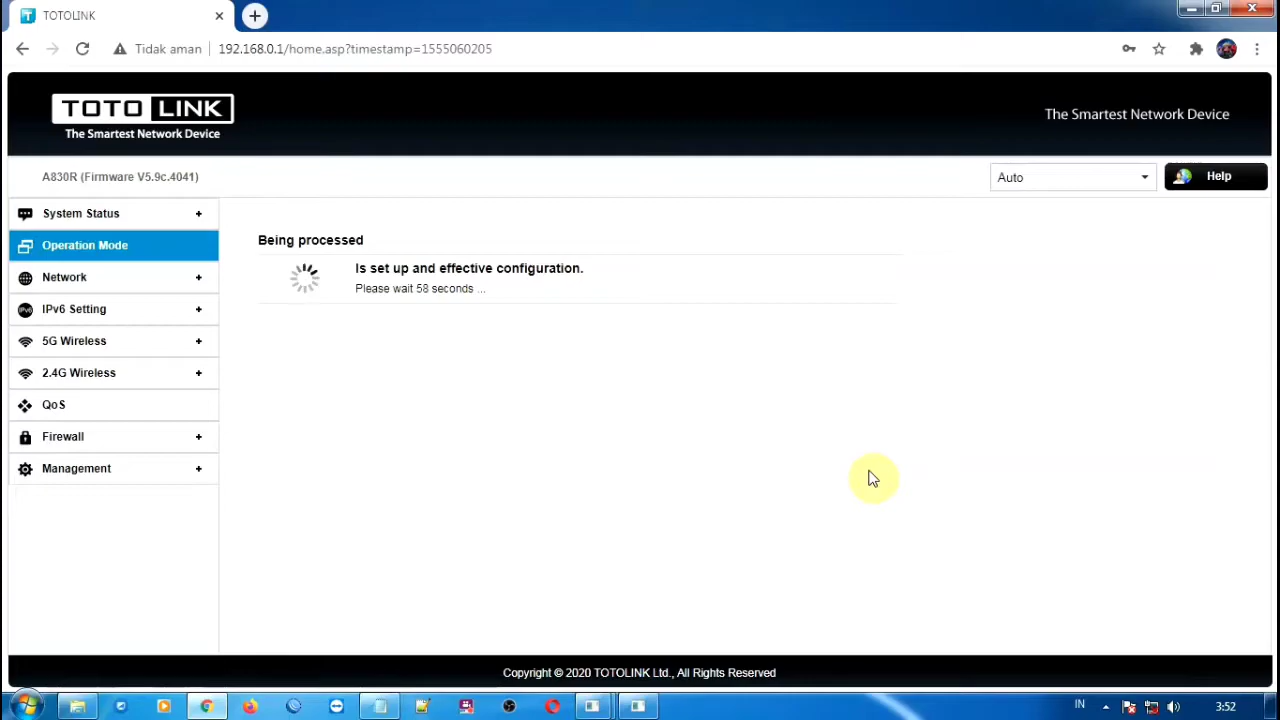 TOTOLINK
Tidak aman
192.168.0.1/home.asp?timestamp=1555060205
TOTO LINK
The Smartest Network Device
The Smartest Network Device
A830R (Firmware V5.9c.4041)
Auto
Help
System Status +
Operation Mode
Network +
IPv6 Setting +
5G Wireless +
2.4G Wireless +
QoS
Firewall +
Management +
Being processed
Is set up and effective configuration.
Please wait 58 seconds ...
Copyright © 2020 TOTOLINK Ltd., All Rights Reserved
IN
3:52